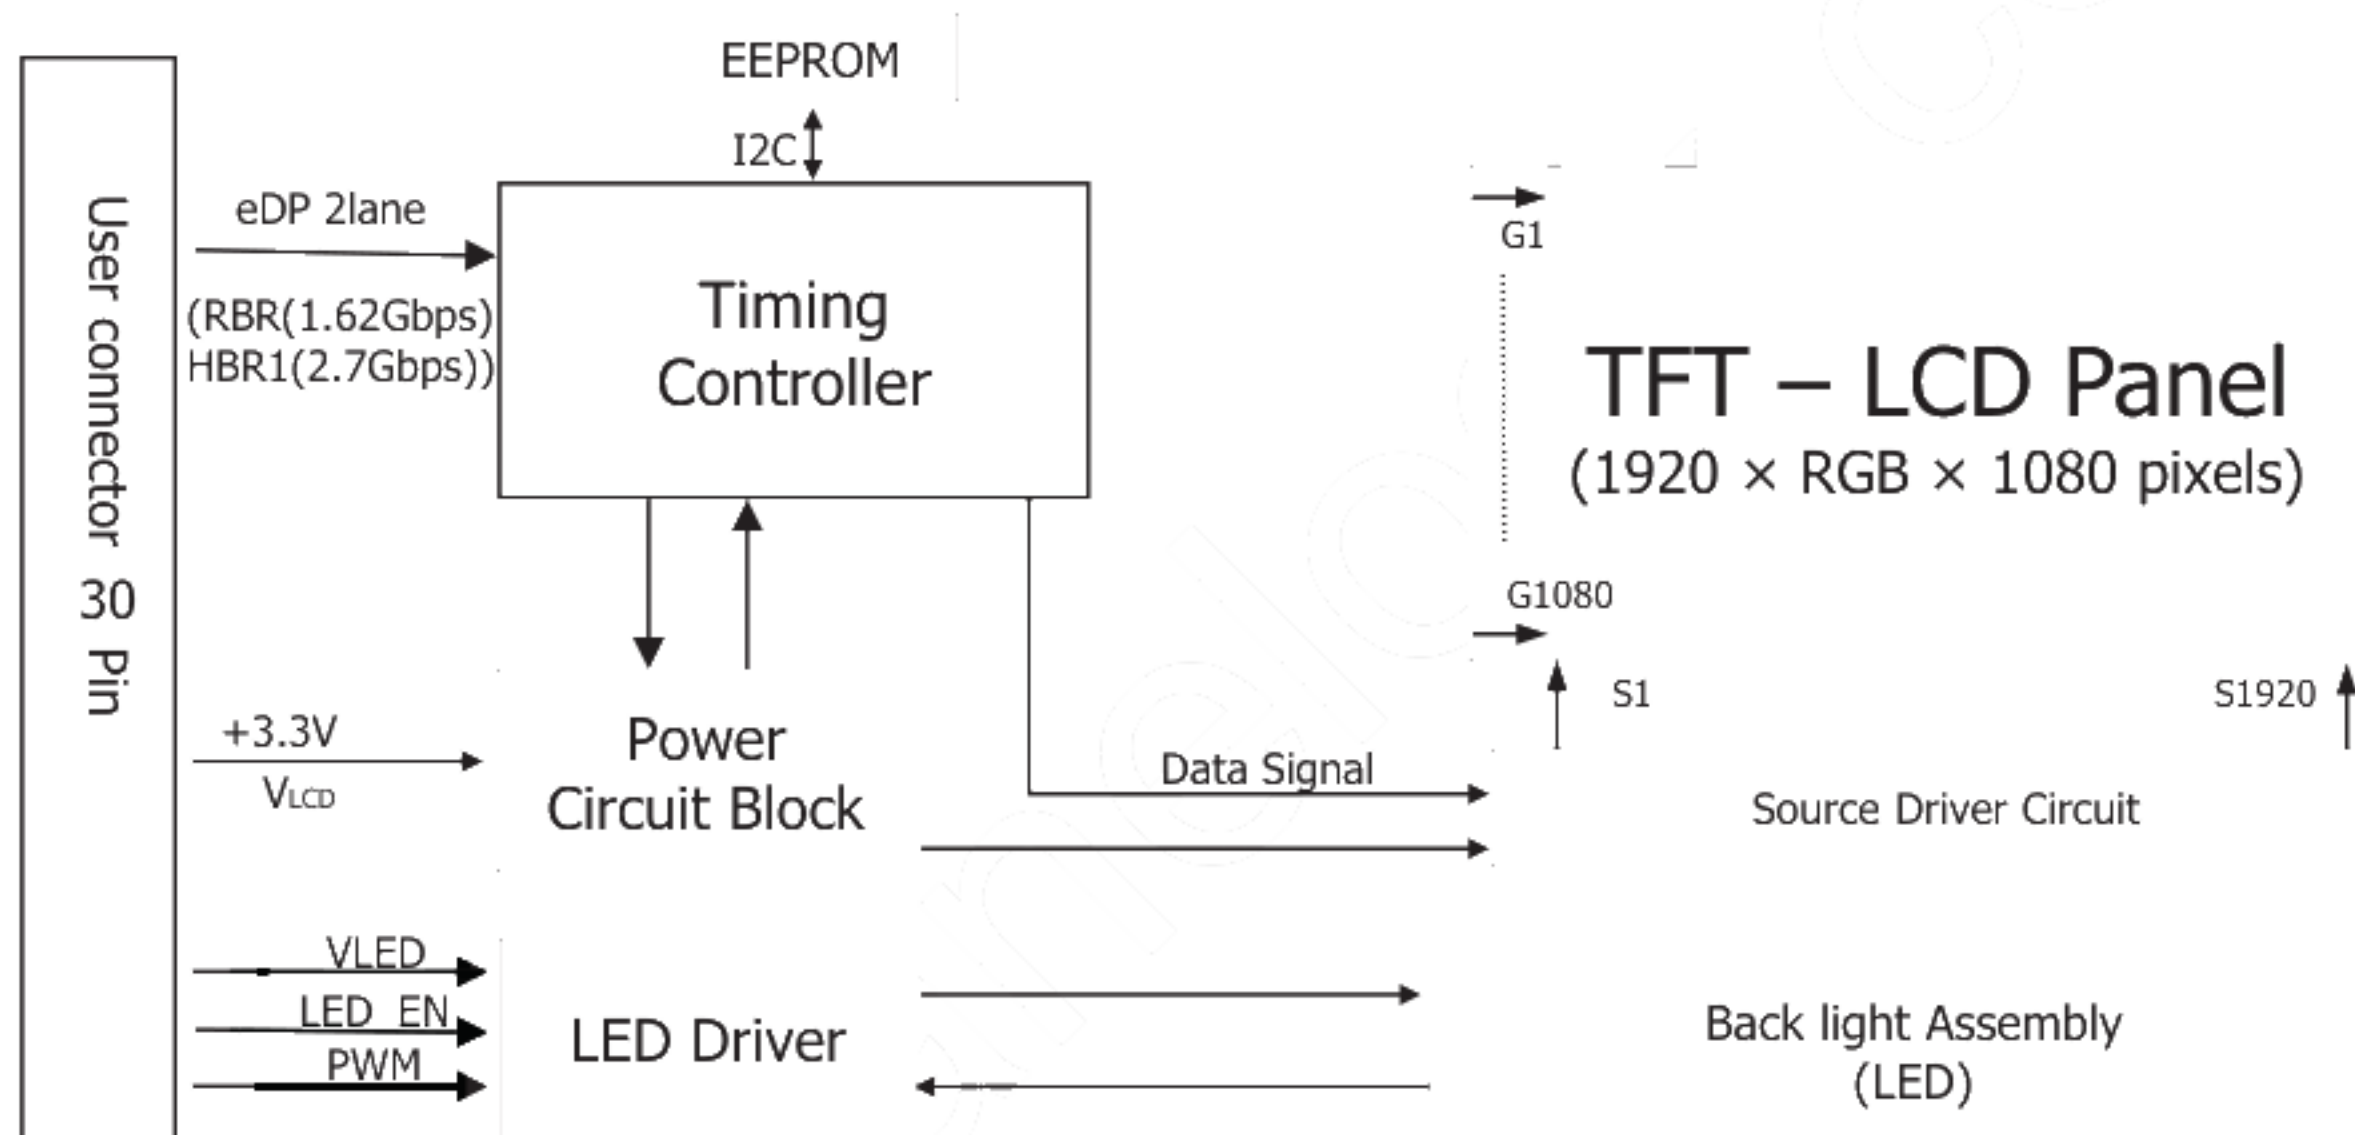 EEPROM
I2C
User connector 30 Pin
eDP 2lane
(RBR(1.62Gbps)
HBR1(2.7Gbps))
Timing
Controller
G1
TFT – LCD Panel
(1920 × RGB × 1080 pixels)
G1080
S1
S1920
+3.3V
VLCD
Power
Circuit Block
Data Signal
Source Driver Circuit
VLED
LED EN
PWM
LED Driver
Back light Assembly
(LED)